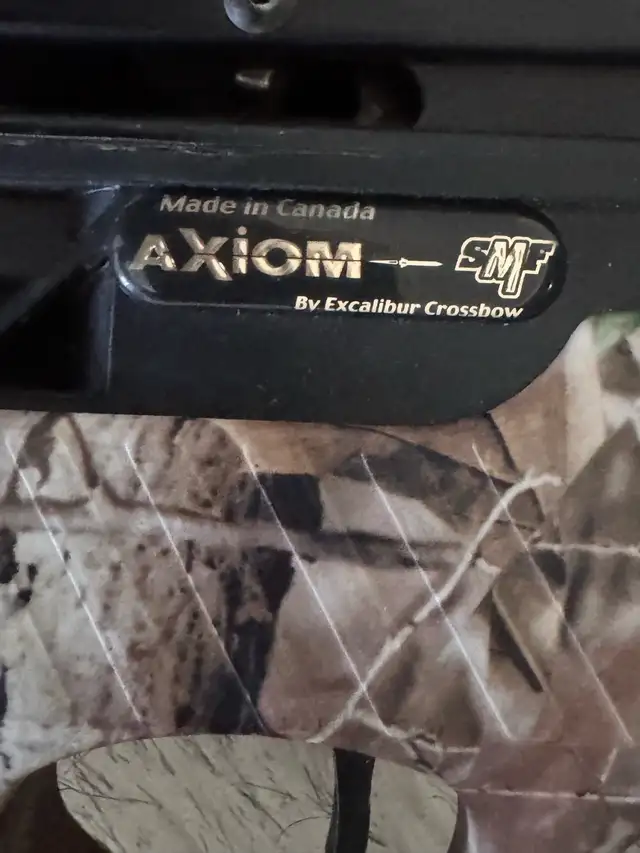 Made in Canada
AXiOM SMF
By Excalibur Crossbow